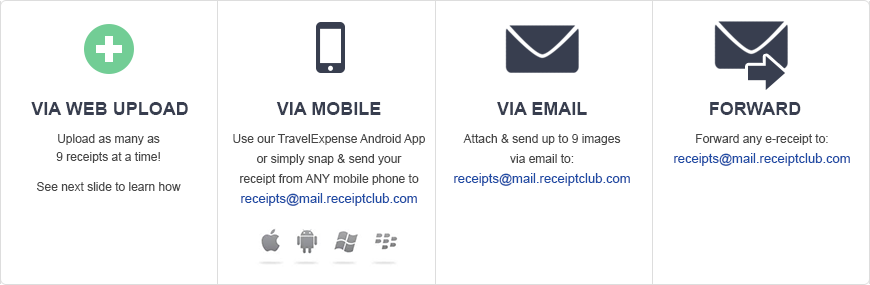 VIA WEB UPLOAD
Upload as many as
9 receipts at a time!
See next slide to learn how
VIA MOBILE
Use our TravelExpense Android App
or simply snap & send your
receipt from ANY mobile phone to
receipts@mail.receiptclub.com
VIA EMAIL
Attach & send up to 9 images
via email to:
receipts@mail.receiptclub.com
FORWARD
Forward any e-receipt to:
receipts@mail.receiptclub.com